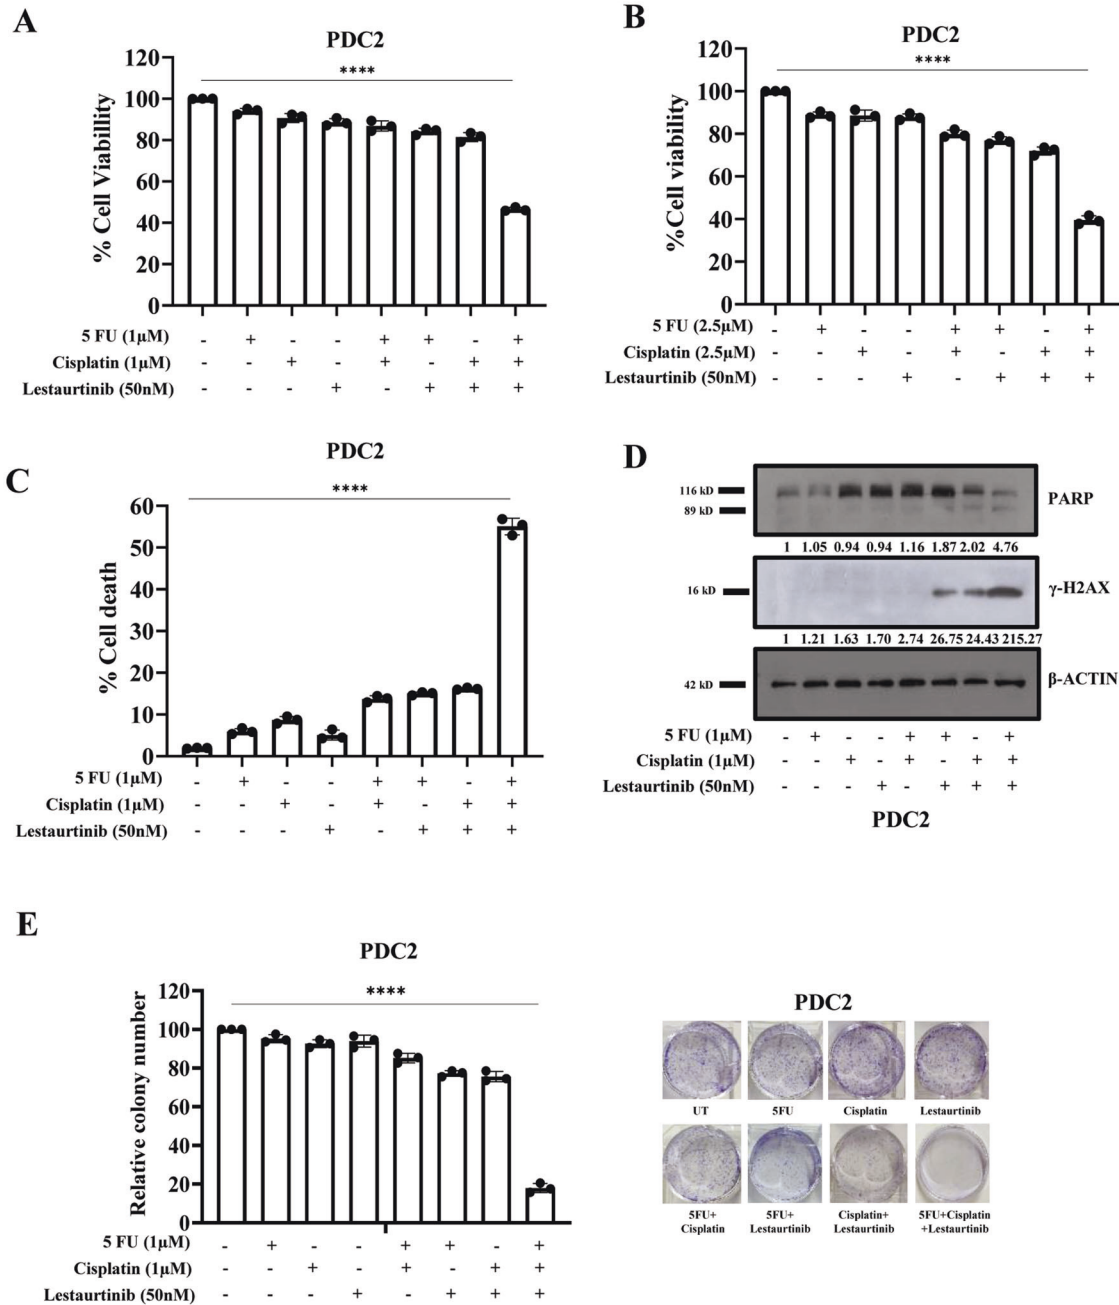 A
PDC2
****
% Cell Viabillity
120
100
80
60
40
20
0
5 FU (1µM) - + - - + + - +
Cisplatin (1µM) - - + - + - + +
Lestaurtinib (50nM) - - - + - + + +
B
PDC2
****
%Cell viability
120
100
80
60
40
20
0
5 FU (2.5µM) - + - - + + - +
Cisplatin (2.5µM) - - + - + - + +
Lestaurtinib (50nM) - - - + - + + +
C
PDC2
****
% Cell death
60
50
40
30
20
10
0
5 FU (1µM) - + - - + + - +
Cisplatin (1µM) - - + - + - + +
Lestaurtinib (50nM) - - - + - + + +
D
116 kD
89 kD
PARP
1 1.05 0.94 0.94 1.16 1.87 2.02 4.76
16 kD
γ-H2AX
1 1.21 1.63 1.70 2.74 26.75 24.43 215.27
42 kD
β-ACTIN
5 FU (1µM) - + - - + + - +
Cisplatin (1µM) - - + - + - + +
Lestaurtinib (50nM) - - - + - + + +
PDC2
E
PDC2
****
Relative colony number
120
100
80
60
40
20
0
5 FU (1µM) - + - - + + - +
Cisplatin (1µM) - - + - + - + +
Lestaurtinib (50nM) - - - + - + + +
PDC2
UT 5FU Cisplatin Lestaurtinib
5FU+ 5FU+ Cisplatin+ 5FU+Cisplatin
Cisplatin Lestaurtinib Lestaurtinib +Lestaurtinib